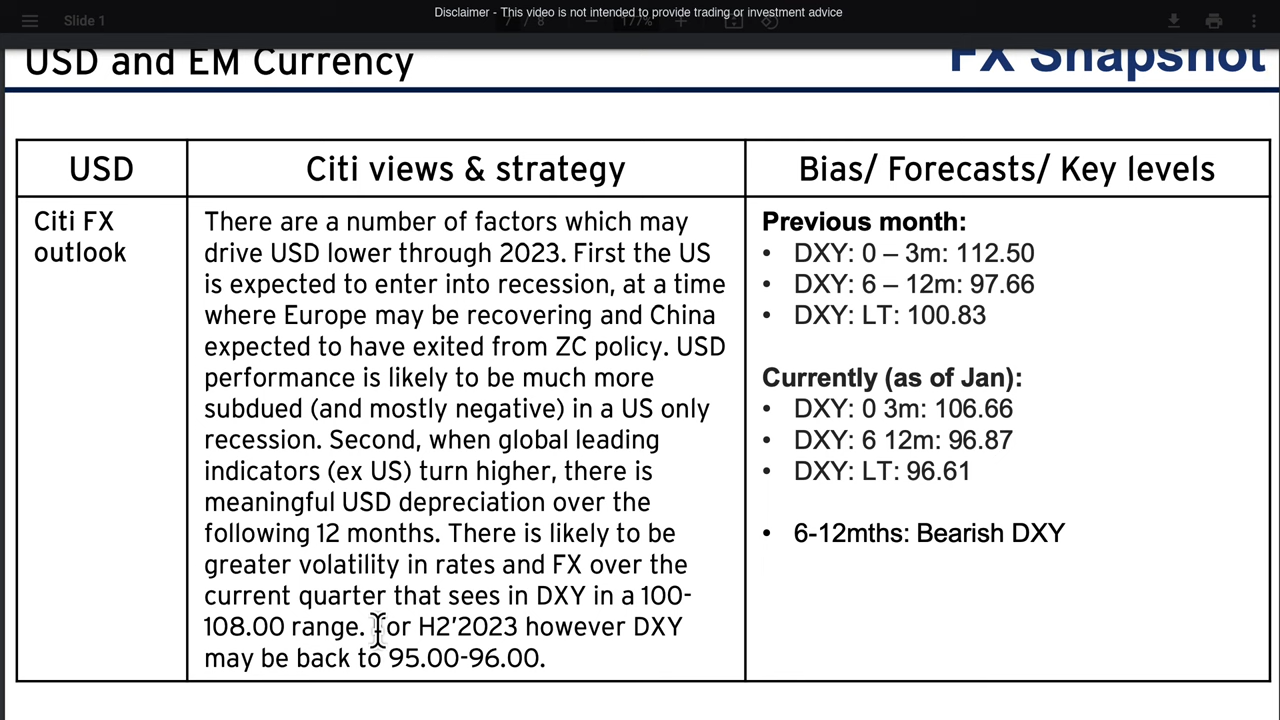 Disclaimer - This video is not intended to provide trading or investment advice
Slide 1
7 / 8
177%
USD and EM Currency
FX Snapshot
USD
Citi views & strategy
Bias/ Forecasts/ Key levels
Citi FX
outlook
There are a number of factors which may
drive USD lower through 2023. First the US
is expected to enter into recession, at a time
where Europe may be recovering and China
expected to have exited from ZC policy. USD
performance is likely to be much more
subdued (and mostly negative) in a US only
recession. Second, when global leading
indicators (ex US) turn higher, there is
meaningful USD depreciation over the
following 12 months. There is likely to be
greater volatility in rates and FX over the
current quarter that sees in DXY in a 100-
108.00 range. For H2'2023 however DXY
may be back to 95.00-96.00.
Previous month:
• DXY: 0 – 3m: 112.50
• DXY: 6 – 12m: 97.66
• DXY: LT: 100.83
Currently (as of Jan):
• DXY: 0 3m: 106.66
• DXY: 6 12m: 96.87
• DXY: LT: 96.61
• 6-12mths: Bearish DXY